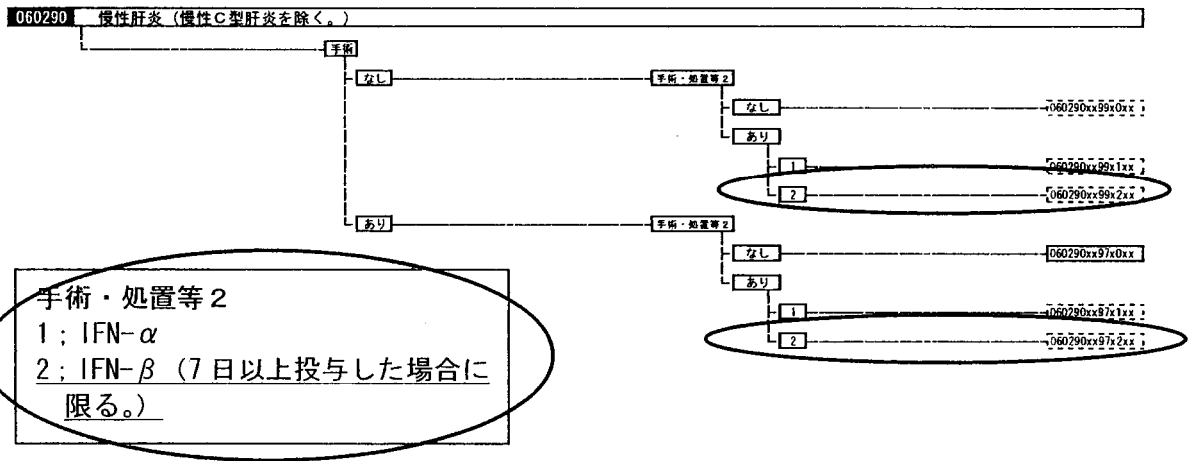 060290 慢性肝炎（慢性C型肝炎を除く。）
手術
なし
手術・処置等2
なし
060290xx99x0xx
あり
1
060290xx99x1xx
2
060290xx99x2xx
あり
手術・処置等2
なし
060290xx97x0xx
あり
1
060290xx97x1xx
2
060290xx97x2xx
手術・処置等2
1；IFN-α
2；IFN-β（7日以上投与した場合に
限る。）